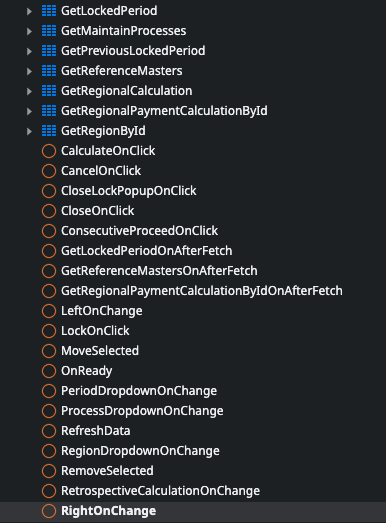 GetLockedPeriod
GetMaintainProcesses
GetPreviousLockedPeriod
GetReferenceMasters
GetRegionalCalculation
GetRegionalPaymentCalculationById
GetRegionById
CalculateOnClick
CancelOnClick
CloseLockPopupOnClick
CloseOnClick
ConsecutiveProceedOnClick
GetLockedPeriodOnAfterFetch
GetReferenceMastersOnAfterFetch
GetRegionalPaymentCalculationByIdOnAfterFetch
LeftOnChange
LockOnClick
MoveSelected
OnReady
PeriodDropdownOnChange
ProcessDropdownOnChange
RefreshData
RegionDropdownOnChange
RemoveSelected
RetrospectiveCalculationOnChange
RightOnChange